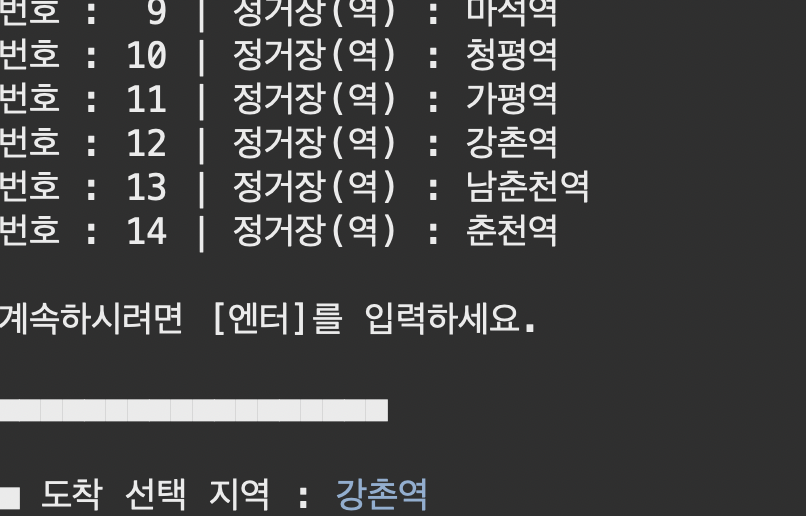 번호 :  9 | 정거장(역) : 마석역
번호 : 10 | 정거장(역) : 청평역
번호 : 11 | 정거장(역) : 가평역
번호 : 12 | 정거장(역) : 강촌역
번호 : 13 | 정거장(역) : 남춘천역
번호 : 14 | 정거장(역) : 춘천역
계속하시려면 [엔터]를 입력하세요.
■ 도착 선택 지역 : 강촌역